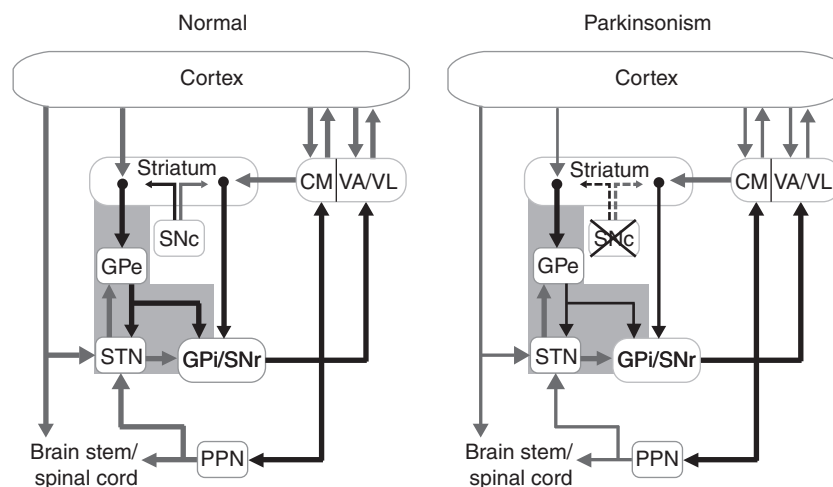 Normal
Cortex
Striatum
CM VA/VL
SNc
GPe
STN
GPi/SNr
Brain stem/
spinal cord
PPN
Parkinsonism
Cortex
Striatum
CM VA/VL
SNc
GPe
STN
GPi/SNr
Brain stem/
spinal cord
PPN